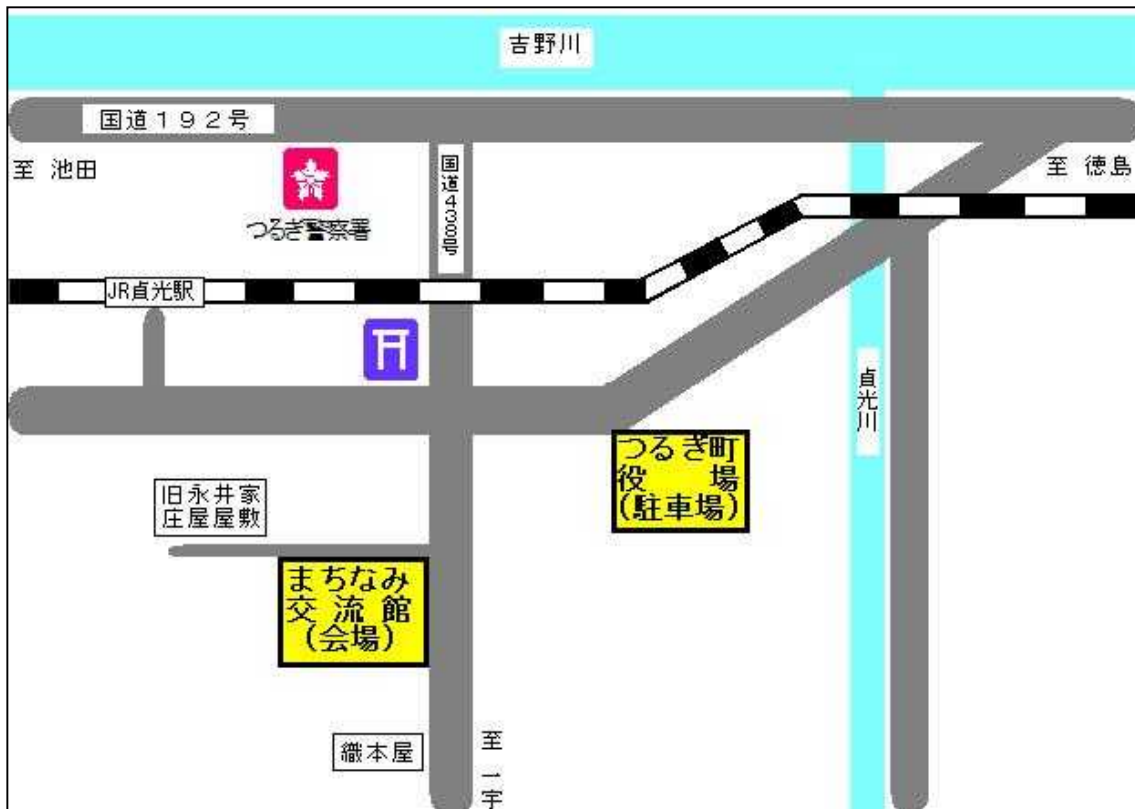 吉野川
国道192号
至 池田
国道438号
至 徳島
つるぎ警察署
JR貞光駅
貞光川
つるぎ町
役 場
(駐車場)
旧永井家
庄屋屋敷
まちなみ
交流館
(会場)
織本屋
至 一宇